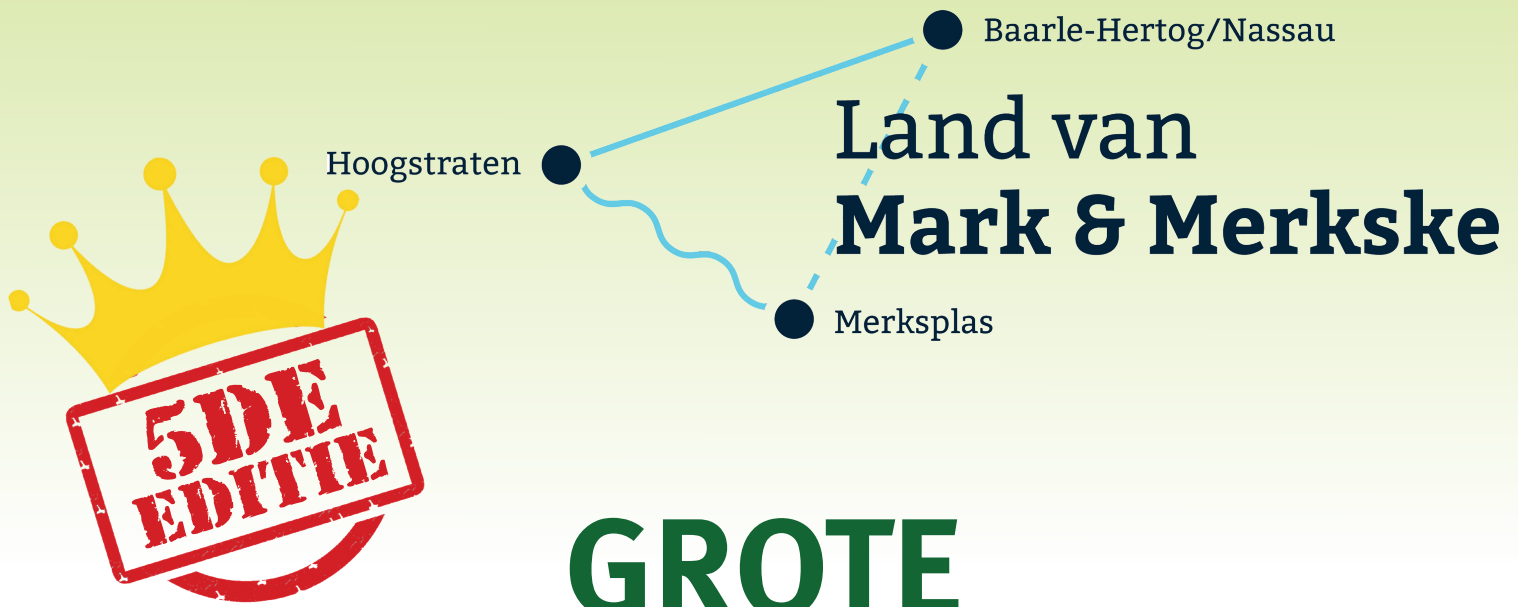 Baarle-Hertog/Nassau
Land van
Hoogstraten
Mark & Merkske
Merksplas
5DE
EDITIE
GROTE